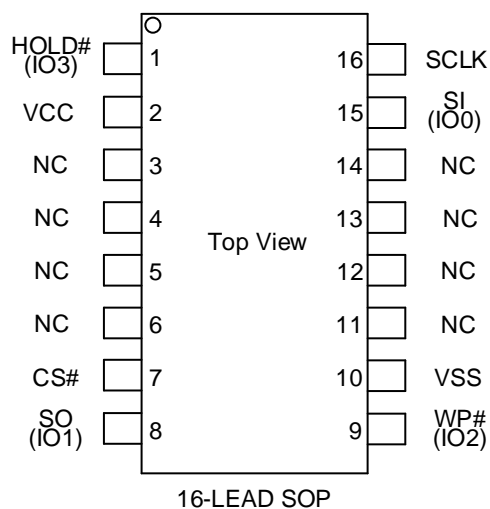 HOLD#
(IO3) 1 16 SCLK
VCC 2 15 SI
(IO0)
NC 3 14 NC
NC 4 13 NC
Top View
NC 5 12 NC
NC 6 11 NC
CS# 7 10 VSS
SO
(IO1) 8 9 WP#
(IO2)
16-LEAD SOP